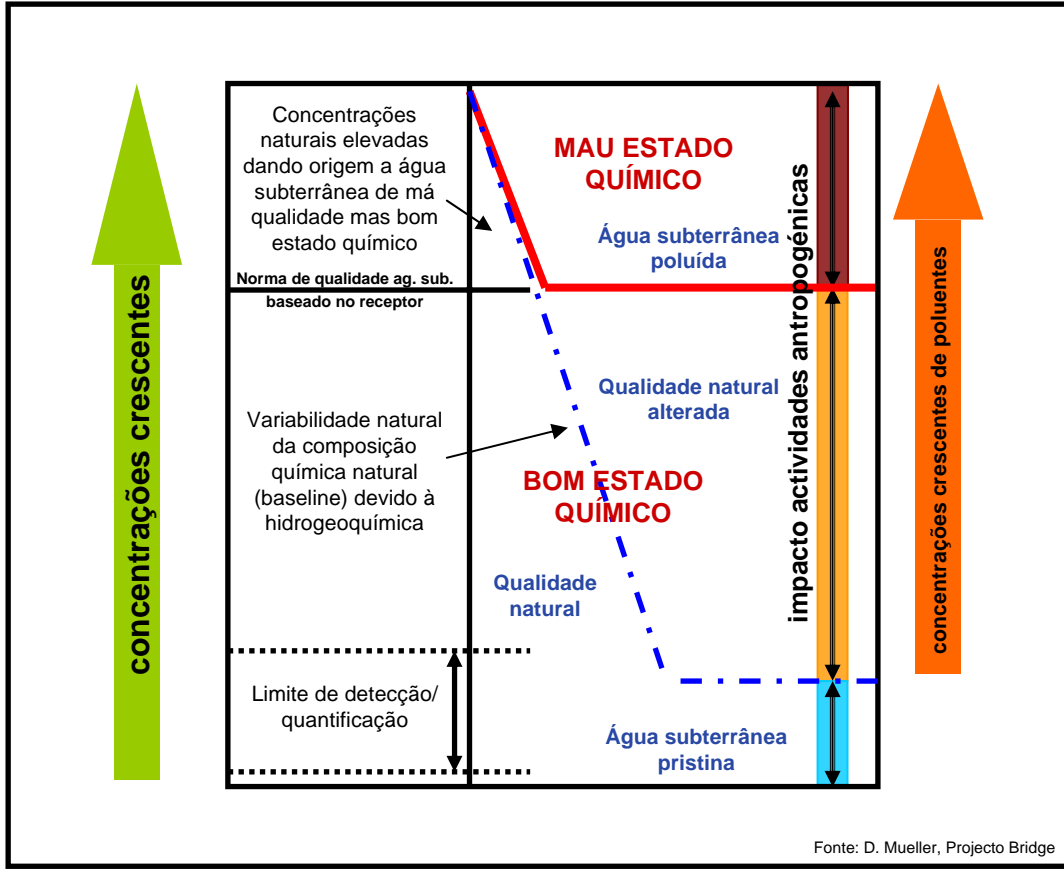 concentrações crescentes
Concentrações
naturais elevadas
dando origem a água
subterrânea de má
qualidade mas bom
estado químico
Norma de qualidade ag. sub.
baseado no receptor
Variabilidade natural
da composição
química natural
(baseline) devido à
hidrogeoquímica
Limite de detecção/
quantificação
MAU ESTADO
QUÍMICO
Água subterrânea
poluída
Qualidade natural
alterada
BOM ESTADO
QUÍMICO
Qualidade
natural
Água subterrânea
pristina
impacto actividades antropogénicas
concentrações crescentes de poluentes
Fonte: D. Mueller, Projecto Bridge